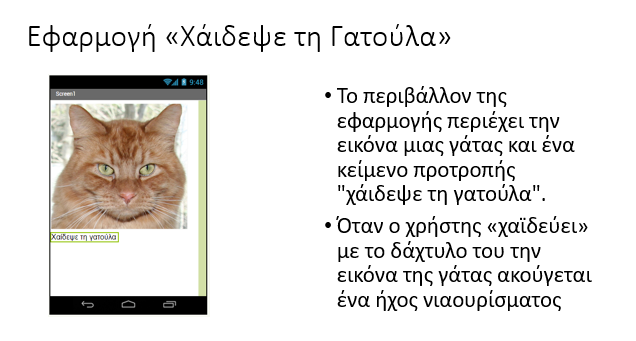 Εφαρμογή «Χάιδεψε τη Γατούλα»
9:48
Screen1
Χαίδεψε τη γατούλα
• Το περιβάλλον της
εφαρμογής περιέχει την
εικόνα μιας γάτας και ένα
κείμενο προτροπής
"χάιδεψε τη γατούλα".
• Όταν ο χρήστης «χαϊδεύει»
με το δάχτυλο του την
εικόνα της γάτας ακούγεται
ένα ήχος νιαουρίσματος